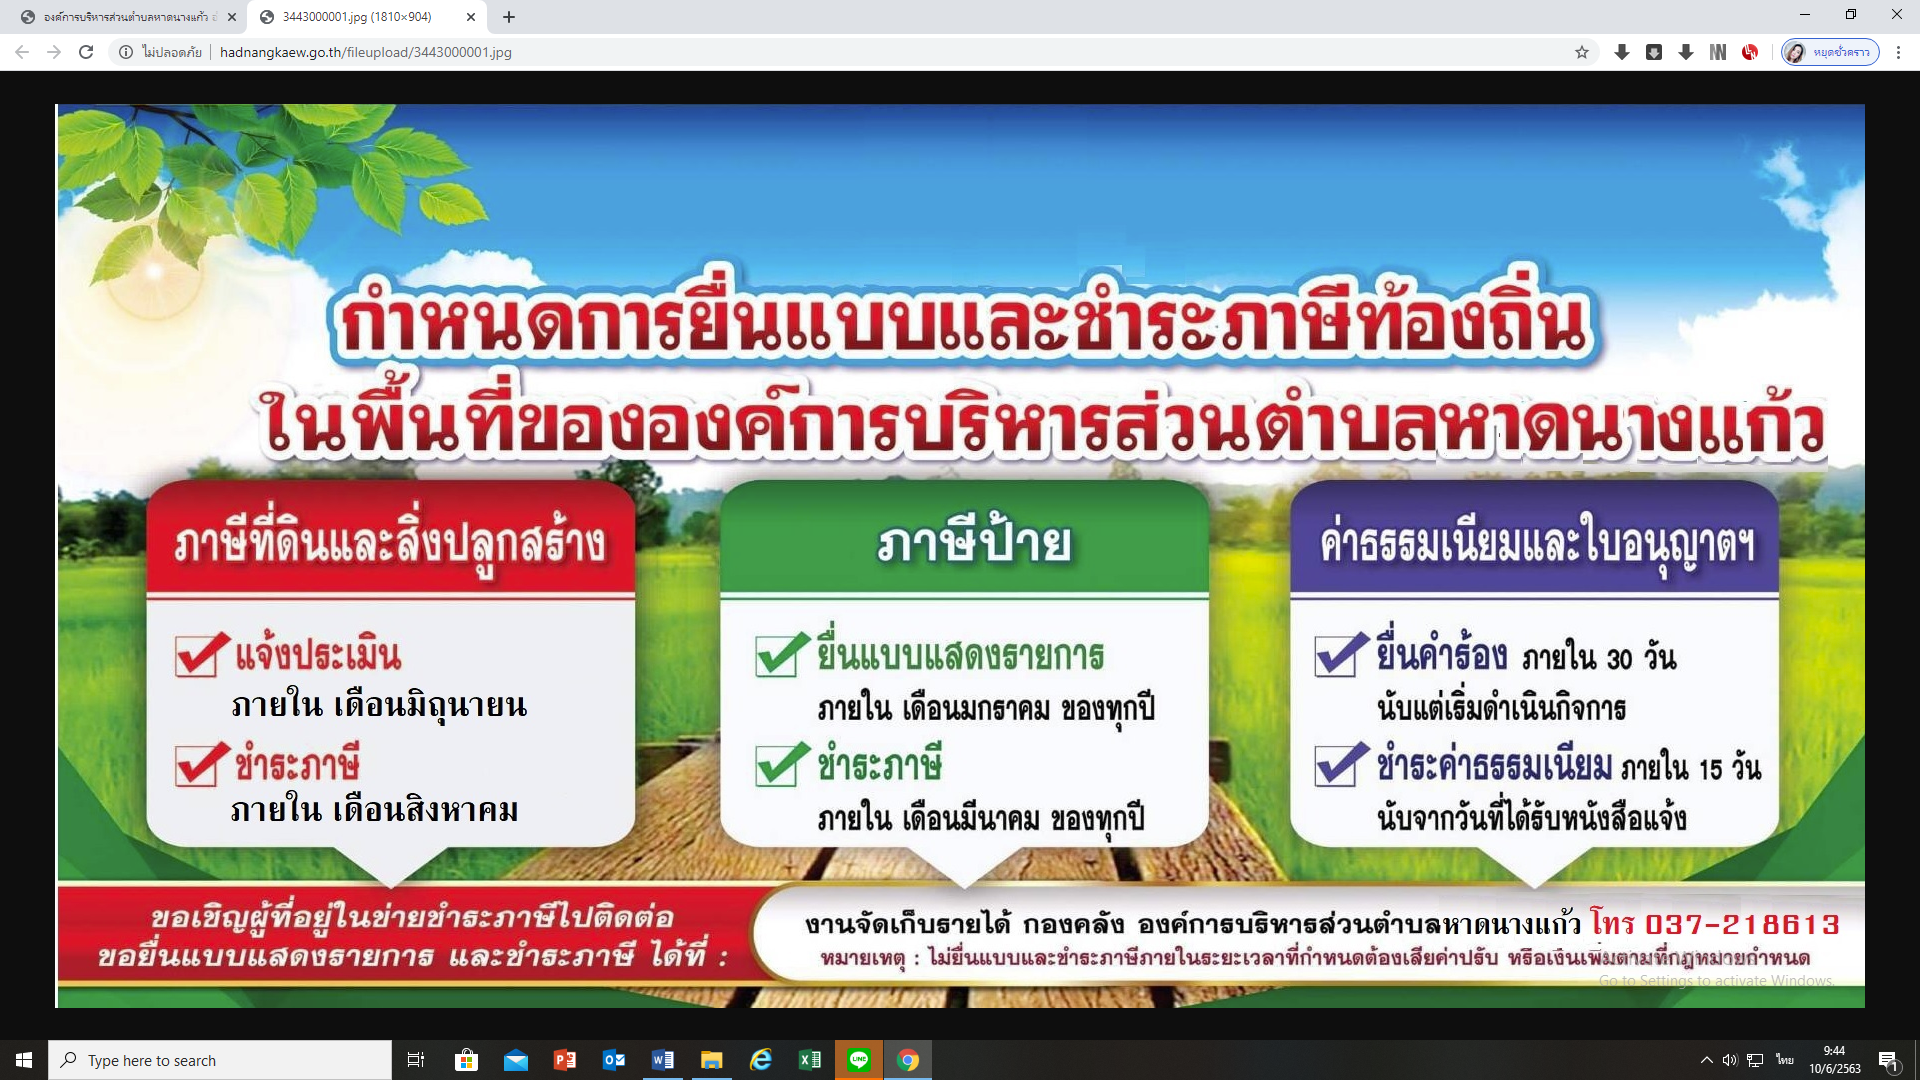 องค์การบริหารส่วนตำบลหาดนางแก้ว
3443000001.jpg (1810×904)
ไม่ปลอดภัย
hadnangkaew.go.th/fileupload/3443000001.jpg
หยุดชั่วคราว
กำหนดการยื่นแบบและชำระภาษีท้องถิ่น
ในพื้นที่ขององค์การบริหารส่วนตำบลหาดนางแก้ว
ภาษีที่ดินและสิ่งปลูกสร้าง
แจ้งประเมิน
ภายใน เดือนมิถุนายน
ชำระภาษี
ภายใน เดือนสิงหาคม
ภาษีป้าย
ยื่นแบบแสดงรายการ
ภายใน เดือนมกราคม ของทุกปี
ชำระภาษี
ภายใน เดือนมีนาคม ของทุกปี
ค่าธรรมเนียมและใบอนุญาตฯ
ยื่นคำร้อง ภายใน 30 วัน
นับแต่เริ่มดำเนินกิจการ
ชำระค่าธรรมเนียม ภายใน 15 วัน
นับจากวันที่ได้รับหนังสือแจ้ง
ขอเชิญผู้ที่อยู่ในข่ายชำระภาษีไปติดต่อ
ขอยื่นแบบแสดงรายการ และชำระภาษี ได้ที่ :
งานจัดเก็บรายได้ กองคลัง องค์การบริหารส่วนตำบลหาดนางแก้ว โทร 037-218613
หมายเหตุ : ไม่ยื่นแบบและชำระภาษีภายในระยะเวลาที่กำหนดต้องเสียค่าปรับ หรือเงินเพิ่มตามที่กฎหมายกำหนด
Go to Settings to activate Windows.
Type here to search
ไทย
9:44
10/6/2563
1